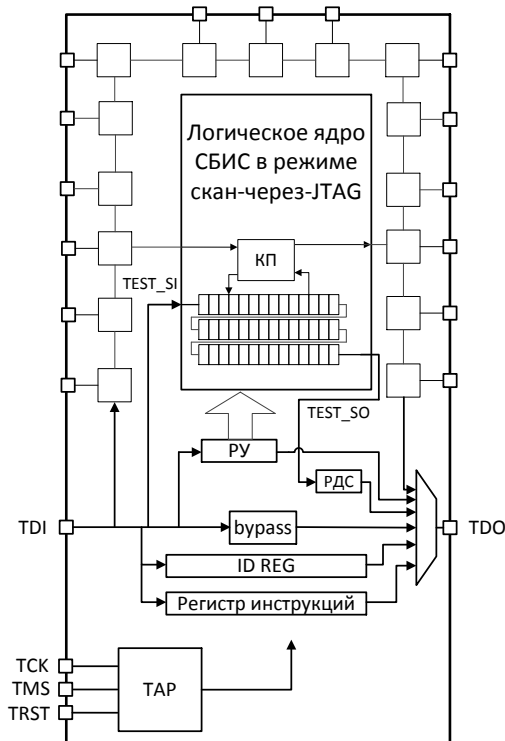 Логическое ядро
СБИС в режиме
скан-через-JTAG
КП
TEST_SI
TEST_SO
РУ
РДС
TDI
bypass
TDO
ID REG
Регистр инструкций
TCK
TMS
TRST
TAP